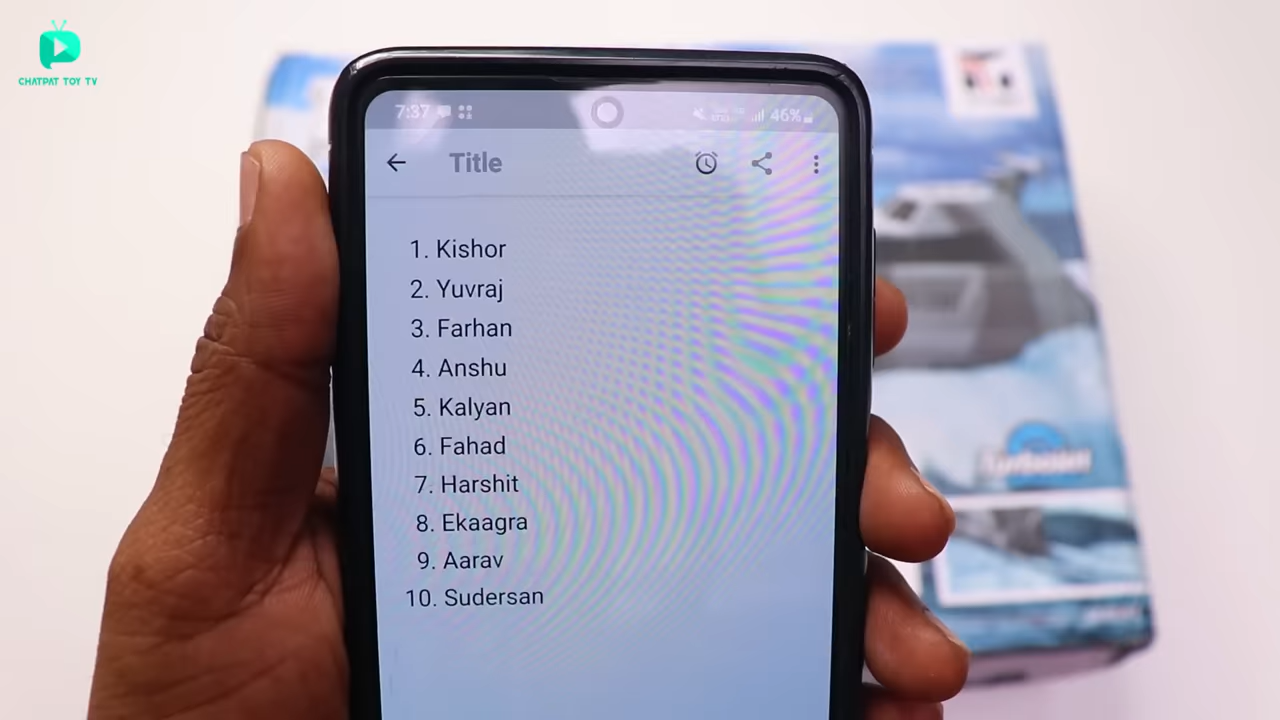 CHATPAT TOY TV
7:37
46%
Title
1. Kishor
2. Yuvraj
3. Farhan
4. Anshu
5. Kalyan
6. Fahad
7. Harshit
8. Ekaagra
9. Aarav
10. Sudersan